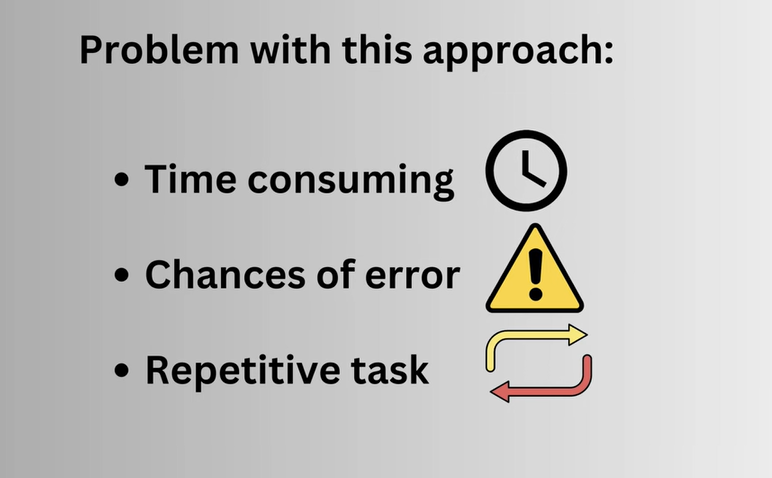 Problem with this approach:
• Time consuming
• Chances of error
• Repetitive task